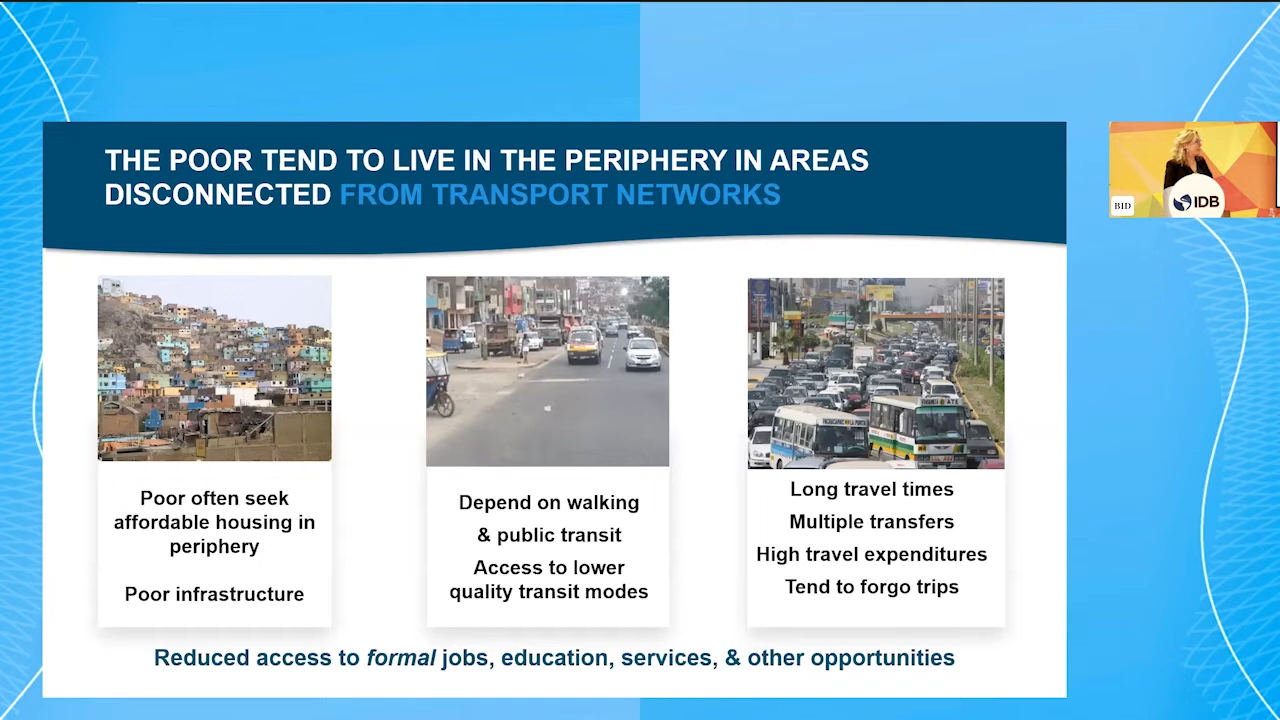 THE POOR TEND TO LIVE IN THE PERIPHERY IN AREAS
DISCONNECTED FROM TRANSPORT NETWORKS
BID
IDB
ATE
Poor often seek
affordable housing in
periphery
Poor infrastructure
Depend on walking
& public transit
Access to lower
quality transit modes
Long travel times
Multiple transfers
High travel expenditures
Tend to forgo trips
Reduced access to formal jobs, education, services, & other opportunities